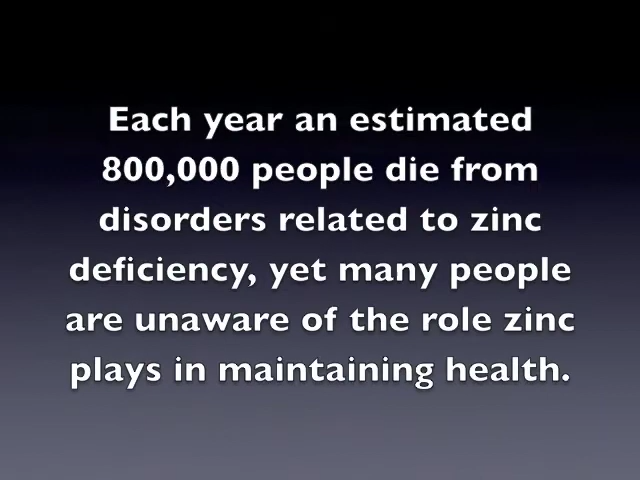 Each year an estimated
800,000 people die from
disorders related to zinc
deficiency, yet many people
are unaware of the role zinc
plays in maintaining health.